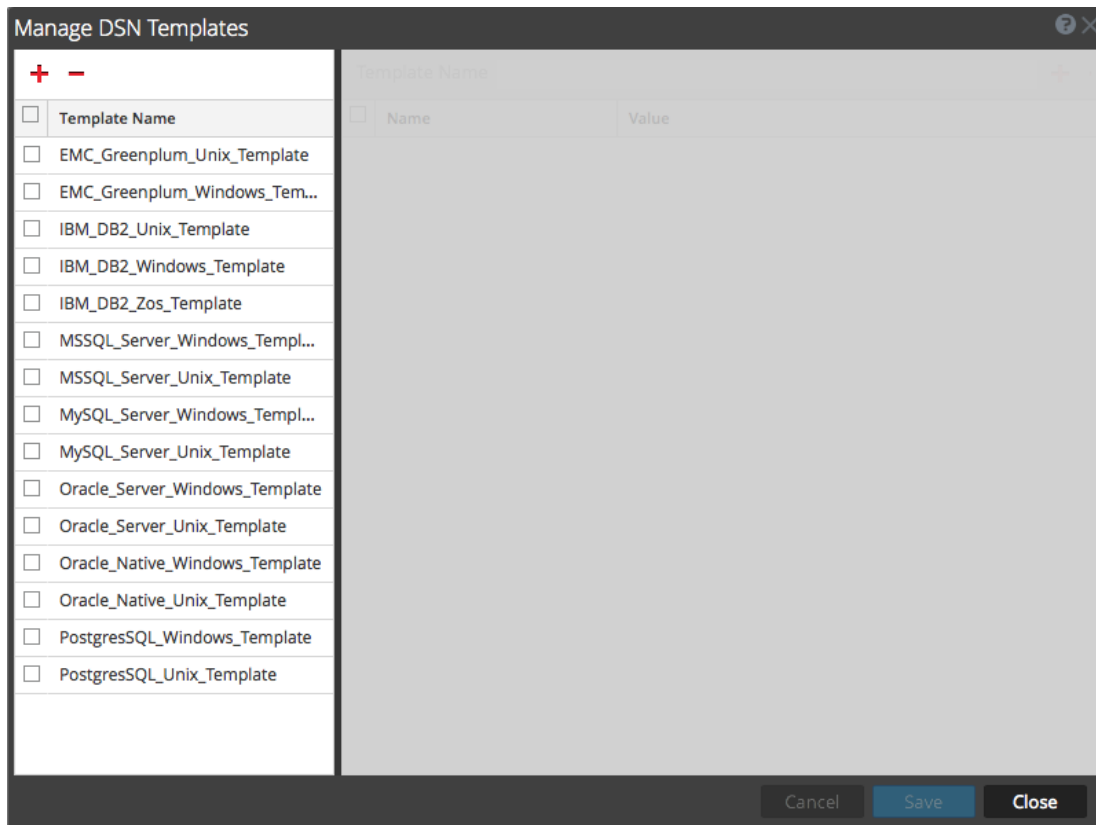 Manage DSN Templates
Template Name
Template Name
Name Value
EMC_Greenplum_Unix_Template
EMC_Greenplum_Windows_Tem...
IBM_DB2_Unix_Template
IBM_DB2_Windows_Template
IBM_DB2_Zos_Template
MSSQL_Server_Windows_Templ...
MSSQL_Server_Unix_Template
MySQL_Server_Windows_Templ...
MySQL_Server_Unix_Template
Oracle_Server_Windows_Template
Oracle_Server_Unix_Template
Oracle_Native_Windows_Template
Oracle_Native_Unix_Template
PostgresSQL_Windows_Template
PostgresSQL_Unix_Template
Cancel Save Close